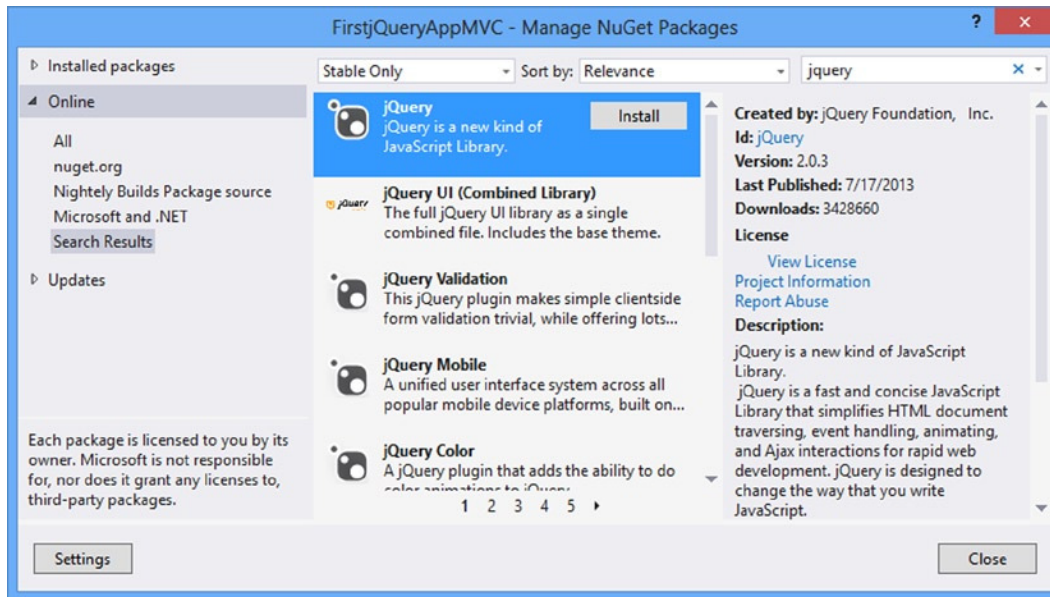 FirstjQueryAppMVC - Manage NuGet Packages
? ×
Installed packages
Online
All
nuget.org
Nightely Builds Package source
Microsoft and .NET
Search Results
Updates
Each package is licensed to you by its
owner. Microsoft is not responsible
for, nor does it grant any licenses to,
third-party packages.
Stable Only Sort by: Relevance
jquery ×
jQuery
Install
jQuery is a new kind of
JavaScript Library.
jQuery
jQuery UI (Combined Library)
The full jQuery UI library as a single
combined file. Includes the base theme.
jQuery Validation
This jQuery plugin makes simple clientside
form validation trivial, while offering lots...
jQuery Mobile
A unified user interface system across all
popular mobile device platforms, built on...
jQuery Color
A jQuery plugin that adds the ability to do
color animations to jQuery
1 2 3 4 5
Created by: jQuery Foundation, Inc.
Id: jQuery
Version: 2.0.3
Last Published: 7/17/2013
Downloads: 3428660
License
View License
Project Information
Report Abuse
Description:
jQuery is a new kind of JavaScript
Library.
jQuery is a fast and concise JavaScript
Library that simplifies HTML document
traversing, event handling, animating,
and Ajax interactions for rapid web
development. jQuery is designed to
change the way that you write
JavaScript.
Settings
Close